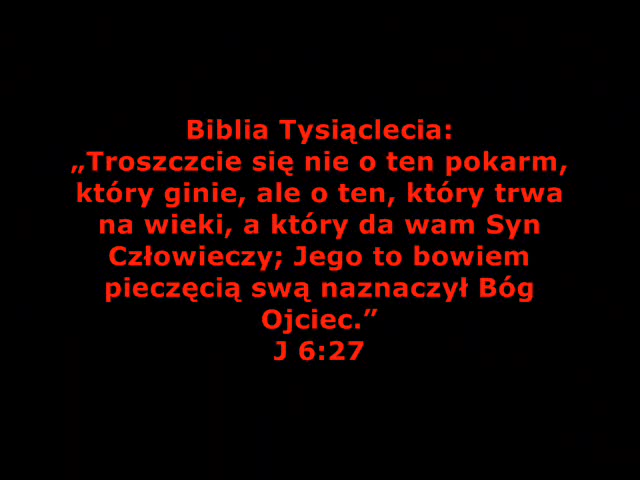 Biblia Tysiąclecia:
„Troszczcie się nie o ten pokarm,
który ginie, ale o ten, który trwa
na wieki, a który da wam Syn
Człowieczy; Jego to bowiem
pieczęcią swą naznaczył Bóg
Ojciec.”
J 6:27